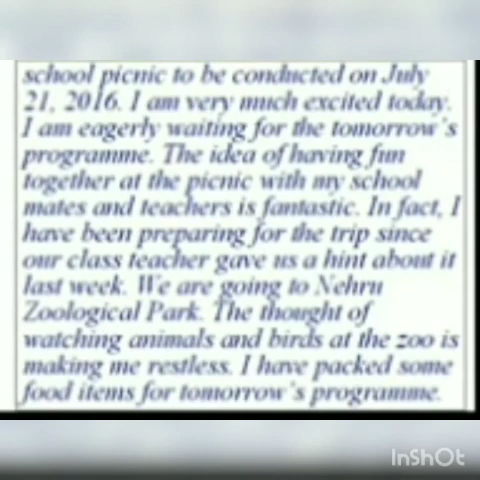 school picnic to be conducted on July
21, 2016. I am very much excited today.
I am eagerly waiting for the tomorrow's
programme. The idea of having fun
together at the picnic with my school
mates and teachers is fantastic. In fact, I
have been preparing for the trip since
our class teacher gave us a hint about it
last week. We are going to Nehru
Zoological Park. The thought of
watching animals and birds at the zoo is
making me restless. I have packed some
food items for tomorrow's programme.
InShOt